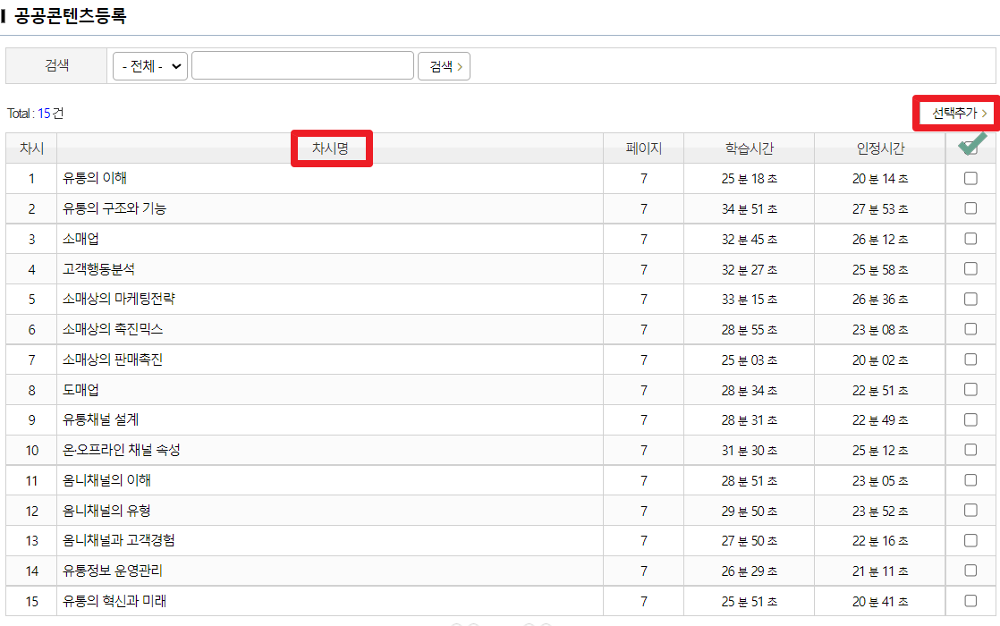 공공콘텐츠등록
검색 - 전체 - 검색 >
Total : 15 건 선택추가 >
차시 차시명 페이지 학습시간 인정시간
1 유통의 이해 7 25 분 18 초 20 분 14 초
2 유통의 구조와 기능 7 34 분 51 초 27 분 53 초
3 소매업 7 32 분 45 초 26 분 12 초
4 고객행동분석 7 32 분 27 초 25 분 58 초
5 소매상의 마케팅전략 7 33 분 15 초 26 분 36 초
6 소매상의 촉진믹스 7 28 분 55 초 23 분 08 초
7 소매상의 판매촉진 7 25 분 03 초 20 분 02 초
8 도매업 7 28 분 34 초 22 분 51 초
9 유통채널 설계 7 28 분 31 초 22 분 49 초
10 온·오프라인 채널 속성 7 31 분 30 초 25 분 12 초
11 옴니채널의 이해 7 28 분 51 초 23 분 05 초
12 옴니채널의 유형 7 29 분 50 초 23 분 52 초
13 옴니채널과 고객경험 7 27 분 50 초 22 분 16 초
14 유통정보 운영관리 7 26 분 29 초 21 분 11 초
15 유통의 혁신과 미래 7 25 분 51 초 20 분 41 초